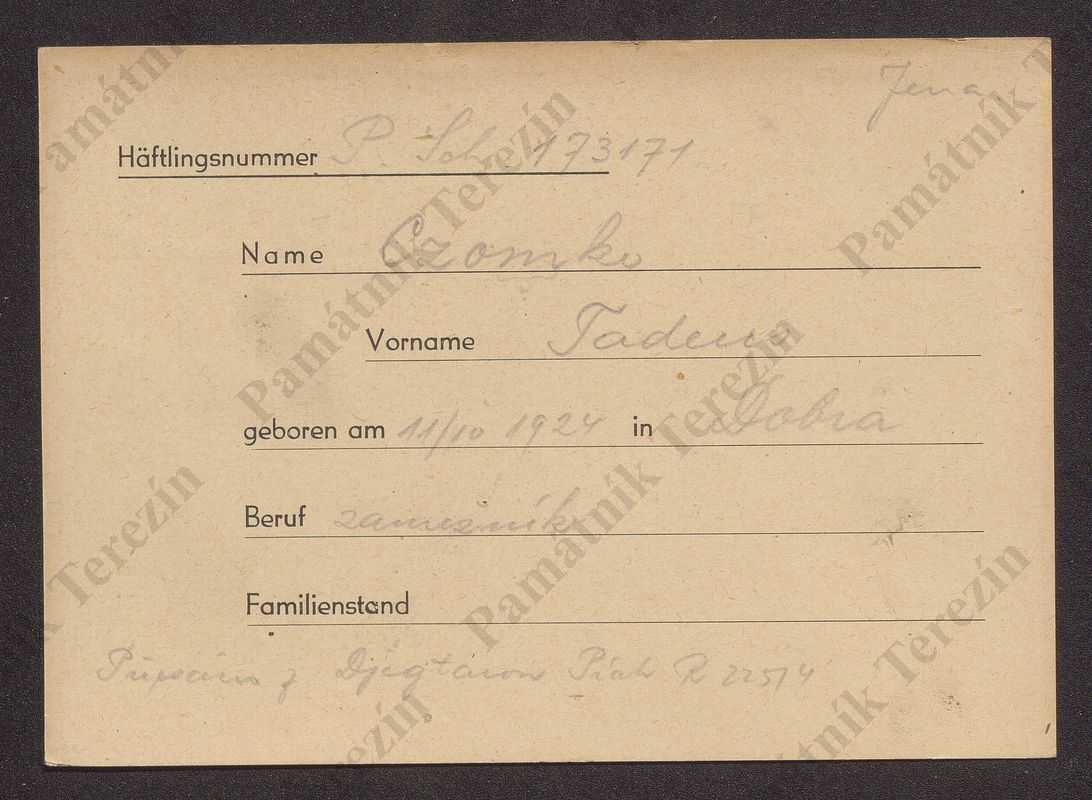 Jena
Häftlingsnummer P. Sch. 173171
Name Czomko
Vorname Tadeus
geboren am 11/10 1924 in Dobra
Beruf
Familienstand
Památník Terezín